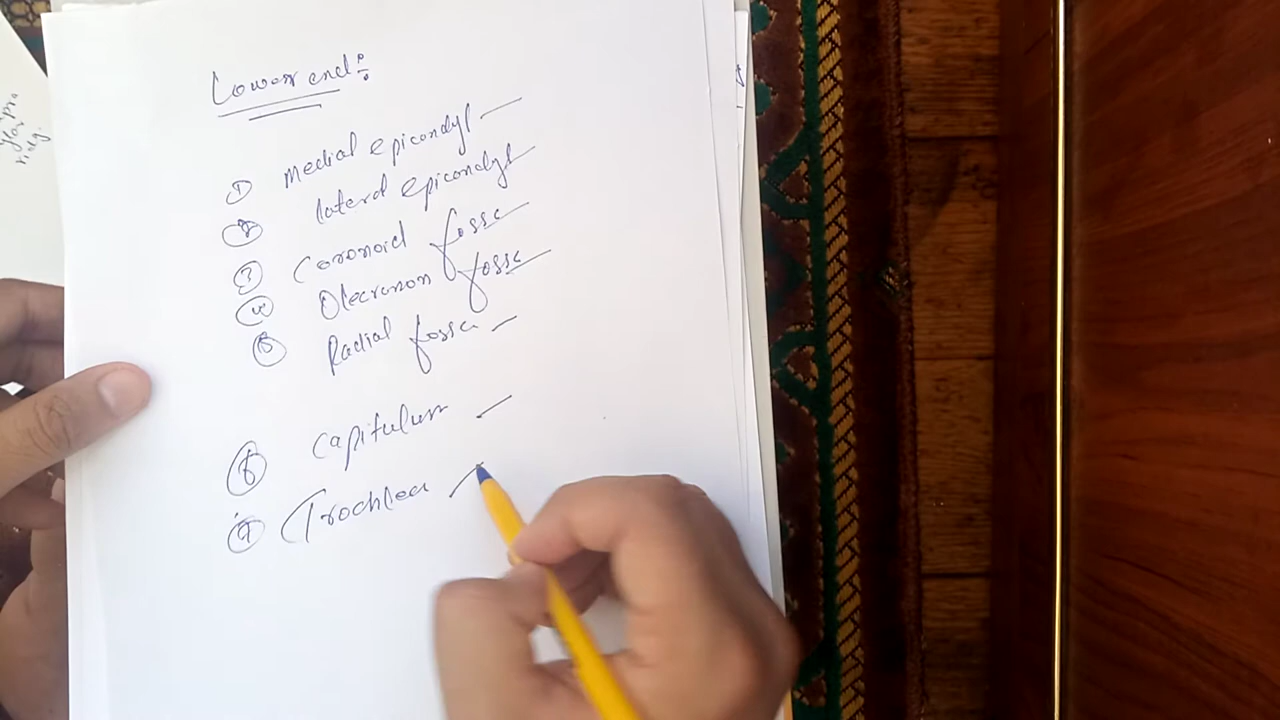 Lower end :
① Medial epicondyl
② lateral epicondyl
③ Coronoid fossa
④ Olecranon fossa
⑤ Radial fossa
⑥ Capitulum
⑦ Trochlea